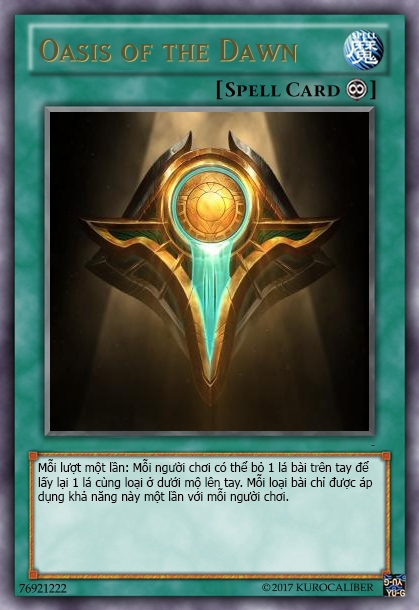 OASIS OF THE DAWN
魔
[SPELL CARD ]
Mỗi lượt một lần: Mỗi người chơi có thể bỏ 1 lá bài trên tay để
lấy lại 1 lá cùng loại ở dưới mộ lên tay. Mỗi loại bài chỉ được áp
dụng khả năng này một lần với mỗi người chơi.
76921222
©2017 KUROCALIBER
YU-G